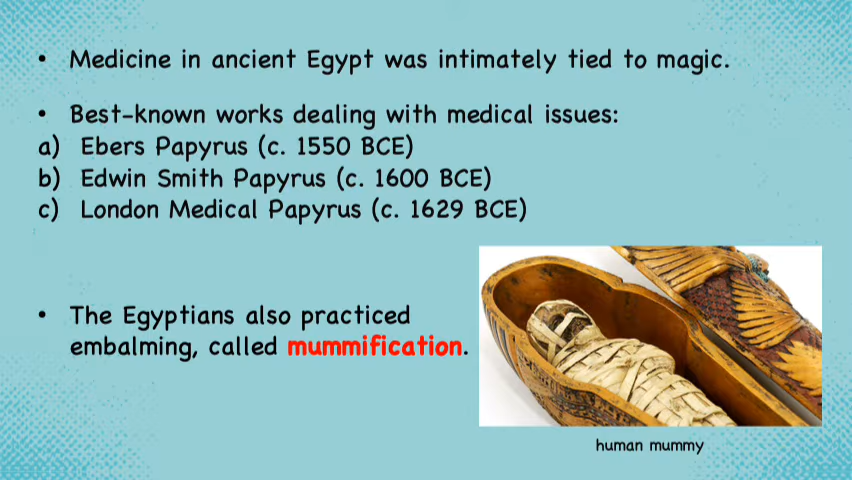 • Medicine in ancient Egypt was intimately tied to magic.
• Best-known works dealing with medical issues:
a) Ebers Papyrus (c. 1550 BCE)
b) Edwin Smith Papyrus (c. 1600 BCE)
c) London Medical Papyrus (c. 1629 BCE)
• The Egyptians also practiced
embalming, called mummification.
human mummy